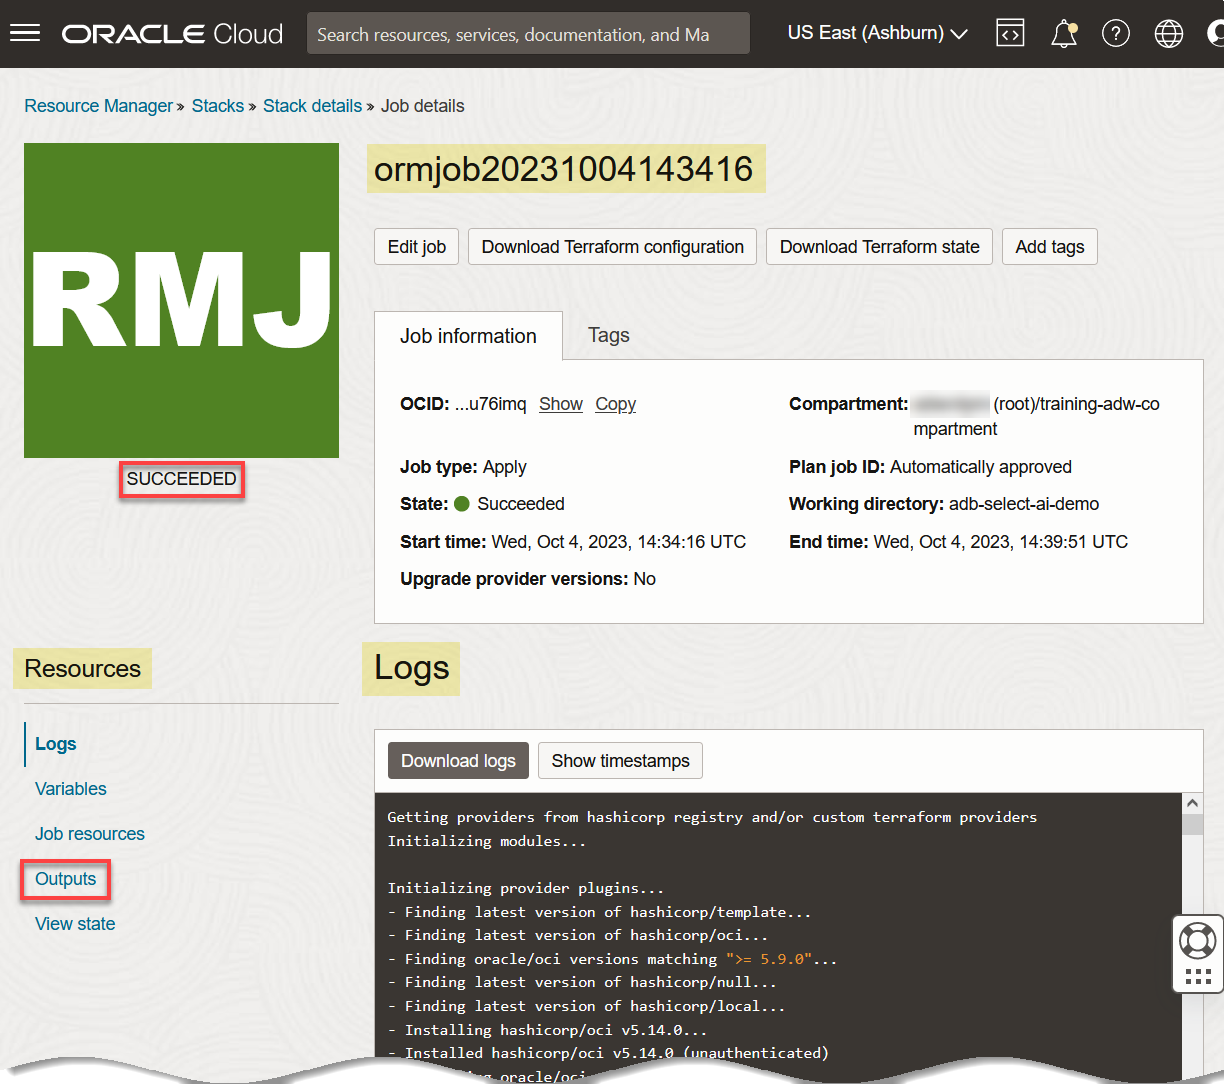 ORACLE Cloud
Search resources, services, documentation, and Ma
US East (Ashburn)
Resource Manager » Stacks » Stack details » Job details
RMJ
SUCCEEDED
ormjob20231004143416
Edit job
Download Terraform configuration
Download Terraform state
Add tags
Job information
Tags
OCID: ...u76imq Show Copy
Compartment: (root)/training-adw-co
mpartment
Job type: Apply
Plan job ID: Automatically approved
State: Succeeded
Working directory: adb-select-ai-demo
Start time: Wed, Oct 4, 2023, 14:34:16 UTC
End time: Wed, Oct 4, 2023, 14:39:51 UTC
Upgrade provider versions: No
Resources
Logs
Variables
Job resources
Outputs
View state
Logs
Download logs
Show timestamps
Getting providers from hashicorp registry and/or custom terraform providers
Initializing modules...
Initializing provider plugins...
- Finding latest version of hashicorp/template...
- Finding latest version of hashicorp/oci...
- Finding oracle/oci versions matching ">= 5.9.0"...
- Finding latest version of hashicorp/null...
- Finding latest version of hashicorp/local...
- Installing hashicorp/oci v5.14.0...
- Installed hashicorp/oci v5.14.0 (unauthenticated)
oracle/oci